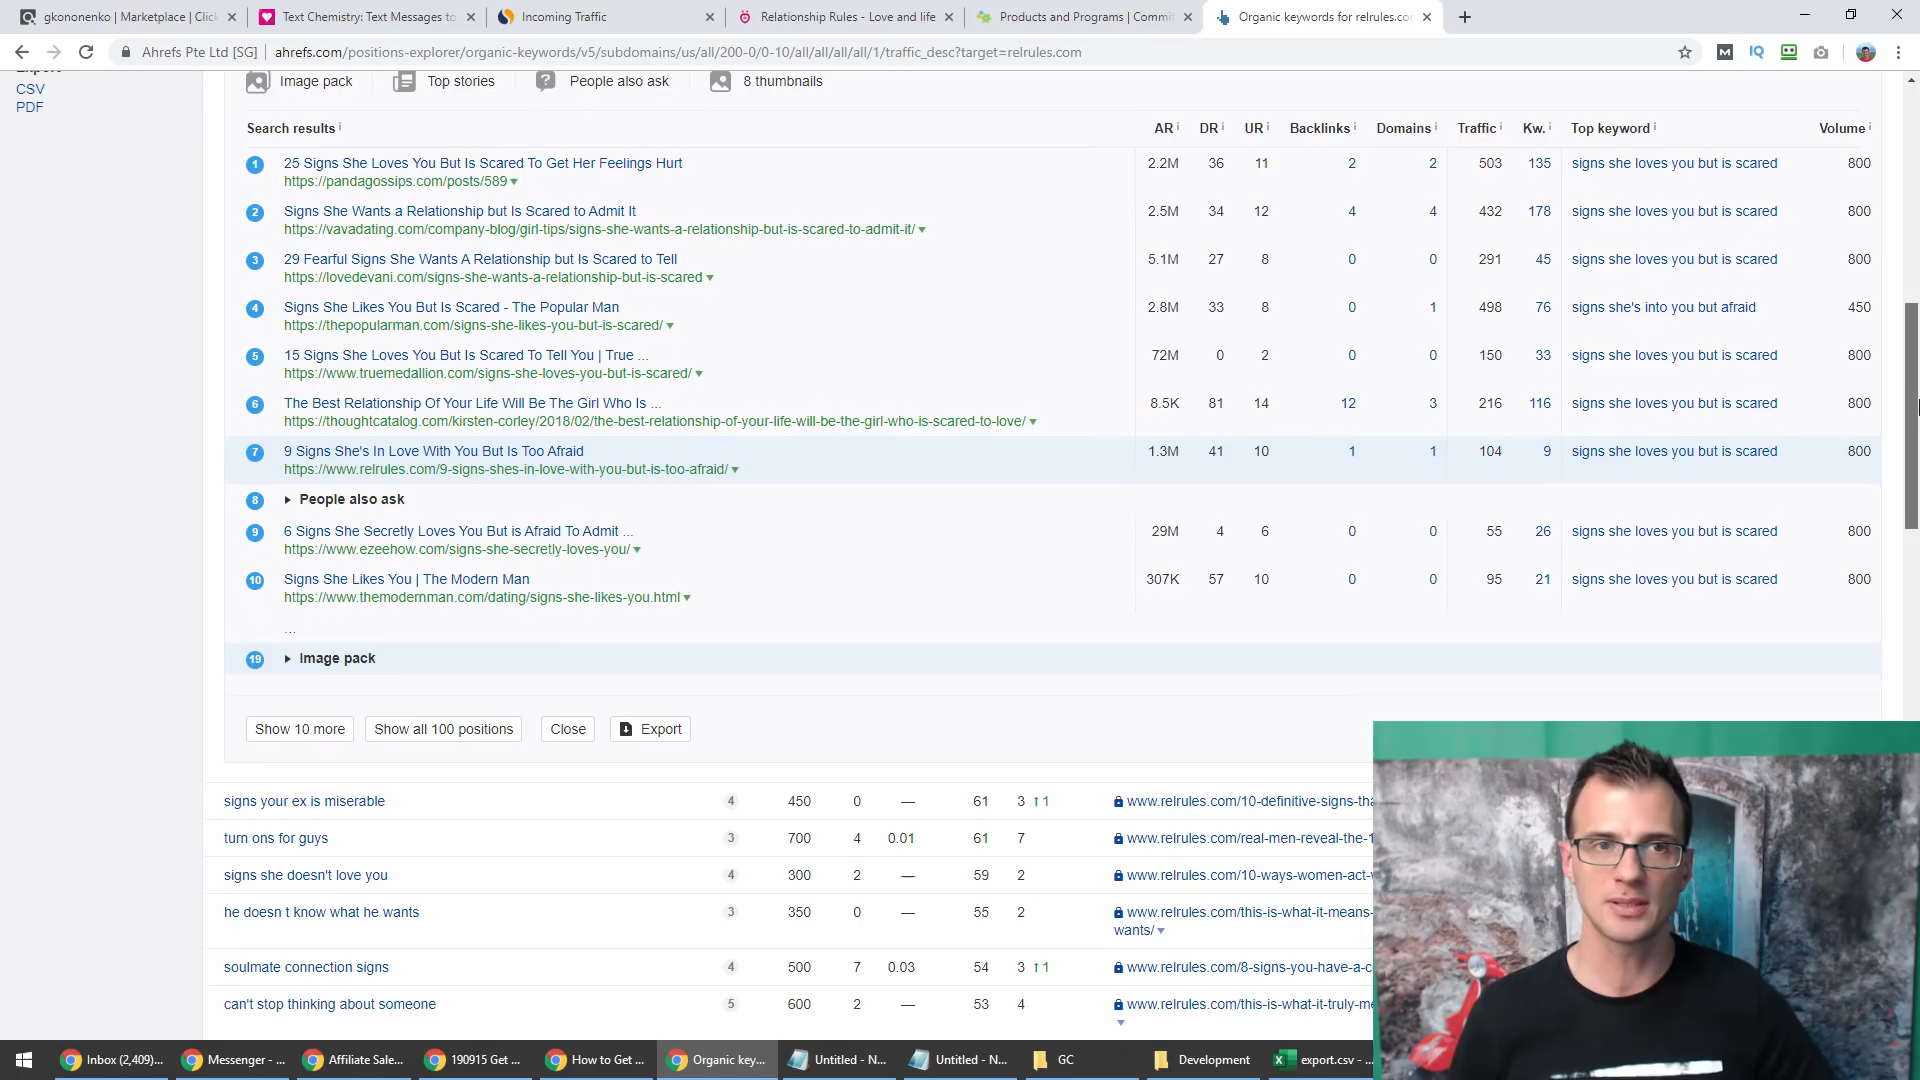 gkononenko | Marketplace | Click
Text Chemistry: Text Messages to
Incoming Traffic
Relationship Rules - Love and life
Products and Programs | Commi
Organic keywords for relrules.co
Ahrefs Pte Ltd [SG] | ahrefs.com/positions-explorer/organic-keywords/v5/subdomains/us/all/200-0/0-10/all/all/all/all/1/traffic_desc?target=relrules.com
CSV
PDF
Image pack Top stories People also ask 8 thumbnails
Search results AR DR UR Backlinks Domains Traffic Kw. Top keyword Volume
1 25 Signs She Loves You But Is Scared To Get Her Feelings Hurt 2.2M 36 11 2 2 503 135 signs she loves you but is scared 800
https://pandagossips.com/posts/589
2 Signs She Wants a Relationship but Is Scared to Admit It 2.5M 34 12 4 4 432 178 signs she loves you but is scared 800
https://vavadating.com/company-blog/girl-tips/signs-she-wants-a-relationship-but-is-scared-to-admit-it/
3 29 Fearful Signs She Wants A Relationship but Is Scared to Tell 5.1M 27 8 0 0 291 45 signs she loves you but is scared 800
https://lovedevani.com/signs-she-wants-a-relationship-but-is-scared
4 Signs She Likes You But Is Scared - The Popular Man 2.8M 33 8 0 1 498 76 signs she's into you but afraid 450
https://thepopularman.com/signs-she-likes-you-but-is-scared/
5 15 Signs She Loves You But Is Scared To Tell You | True ... 72M 0 2 0 0 150 33 signs she loves you but is scared 800
https://www.truemedallion.com/signs-she-loves-you-but-is-scared/
6 The Best Relationship Of Your Life Will Be The Girl Who Is ... 8.5K 81 14 12 3 216 116 signs she loves you but is scared 800
https://thoughtcatalog.com/kirsten-corley/2018/02/the-best-relationship-of-your-life-will-be-the-girl-who-is-scared-to-love/
7 9 Signs She's In Love With You But Is Too Afraid 1.3M 41 10 1 1 104 9 signs she loves you but is scared 800
https://www.relrules.com/9-signs-shes-in-love-with-you-but-is-too-afraid/
8 People also ask
9 6 Signs She Secretly Loves You But is Afraid To Admit ... 29M 4 6 0 0 55 26 signs she loves you but is scared 800
https://www.ezeehow.com/signs-she-secretly-loves-you/
10 Signs She Likes You | The Modern Man 307K 57 10 0 0 95 21 signs she loves you but is scared 800
https://www.themodernman.com/dating/signs-she-likes-you.html
...
19 Image pack
Show 10 more Show all 100 positions Close Export
signs your ex is miserable 4 450 0 — 61 3 ↑1 www.relrules.com/10-definitive-signs-tha
turn ons for guys 3 700 4 0.01 61 7 www.relrules.com/real-men-reveal-the-1
signs she doesn't love you 4 300 2 — 59 2 www.relrules.com/10-ways-women-act-
he doesn t know what he wants 3 350 0 — 55 2 www.relrules.com/this-is-what-it-means-
wants/
soulmate connection signs 4 500 7 0.03 54 3 ↑1 www.relrules.com/8-signs-you-have-a-c
can't stop thinking about someone 5 600 2 — 53 4 www.relrules.com/this-is-what-it-truly-me
Inbox (2,409)... Messenger - ... Affiliate Sale... 190915 Get ... How to Get ... Organic key... Untitled - N... Untitled - N... GC Development export.csv - ...